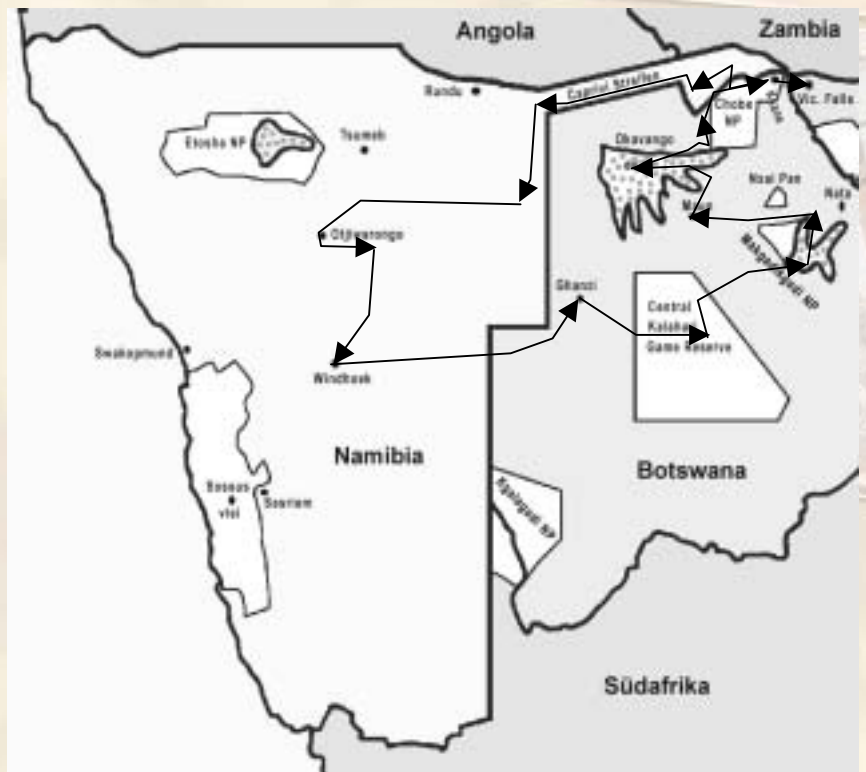 Angola
Zambia
Rundu
Caprivi Streifen
Chobe
NP
Vic. Falls
Etosha NP
Tsumeb
Okavango
Nxai Pan
Nata
Maun
Otjiwarongo
Makgadikgadi NP
Ghanzi
Central
Kalahari
Game Reserve
Swakopmund
Windhoek
Namibia
Botswana
Sossus
vlei
Sesriem
Kgalagadi NP
Südafrika